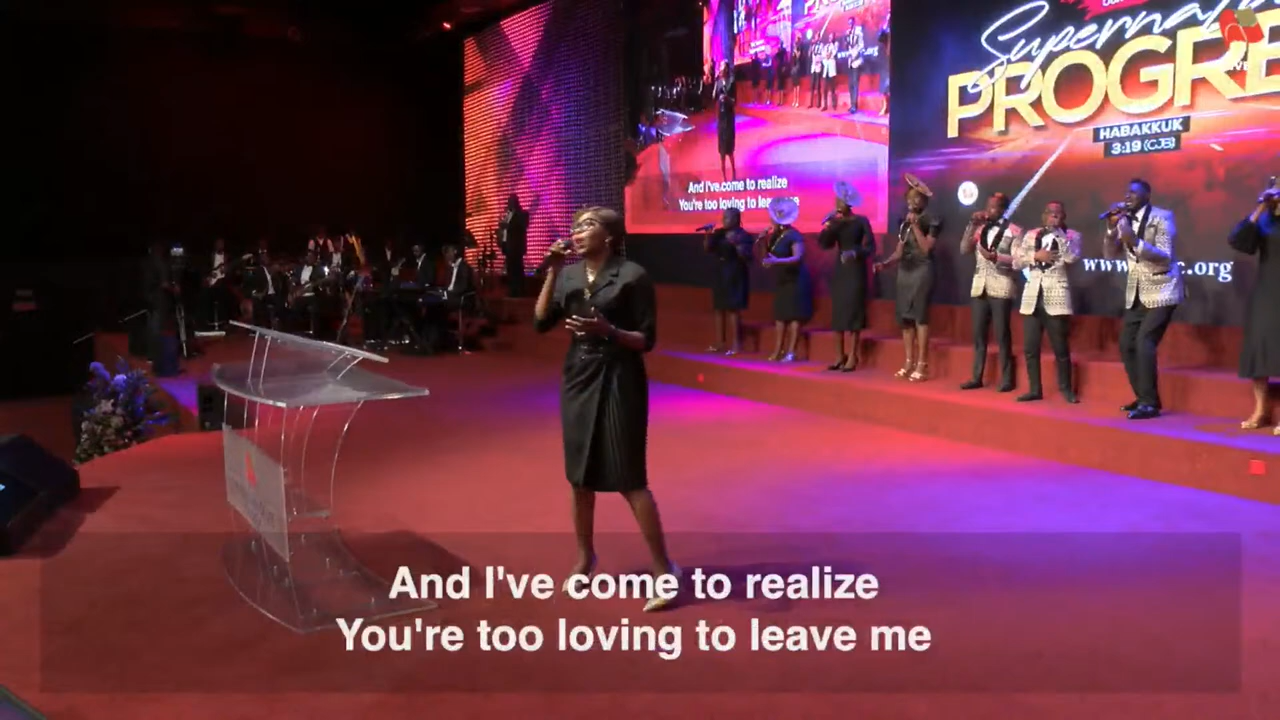 Supernatural
PROGRE
HABAKKUK
3:19 (CJB)
And I've come to realize
You're too loving to leave me
And I've come to realize
You're too loving to leave me